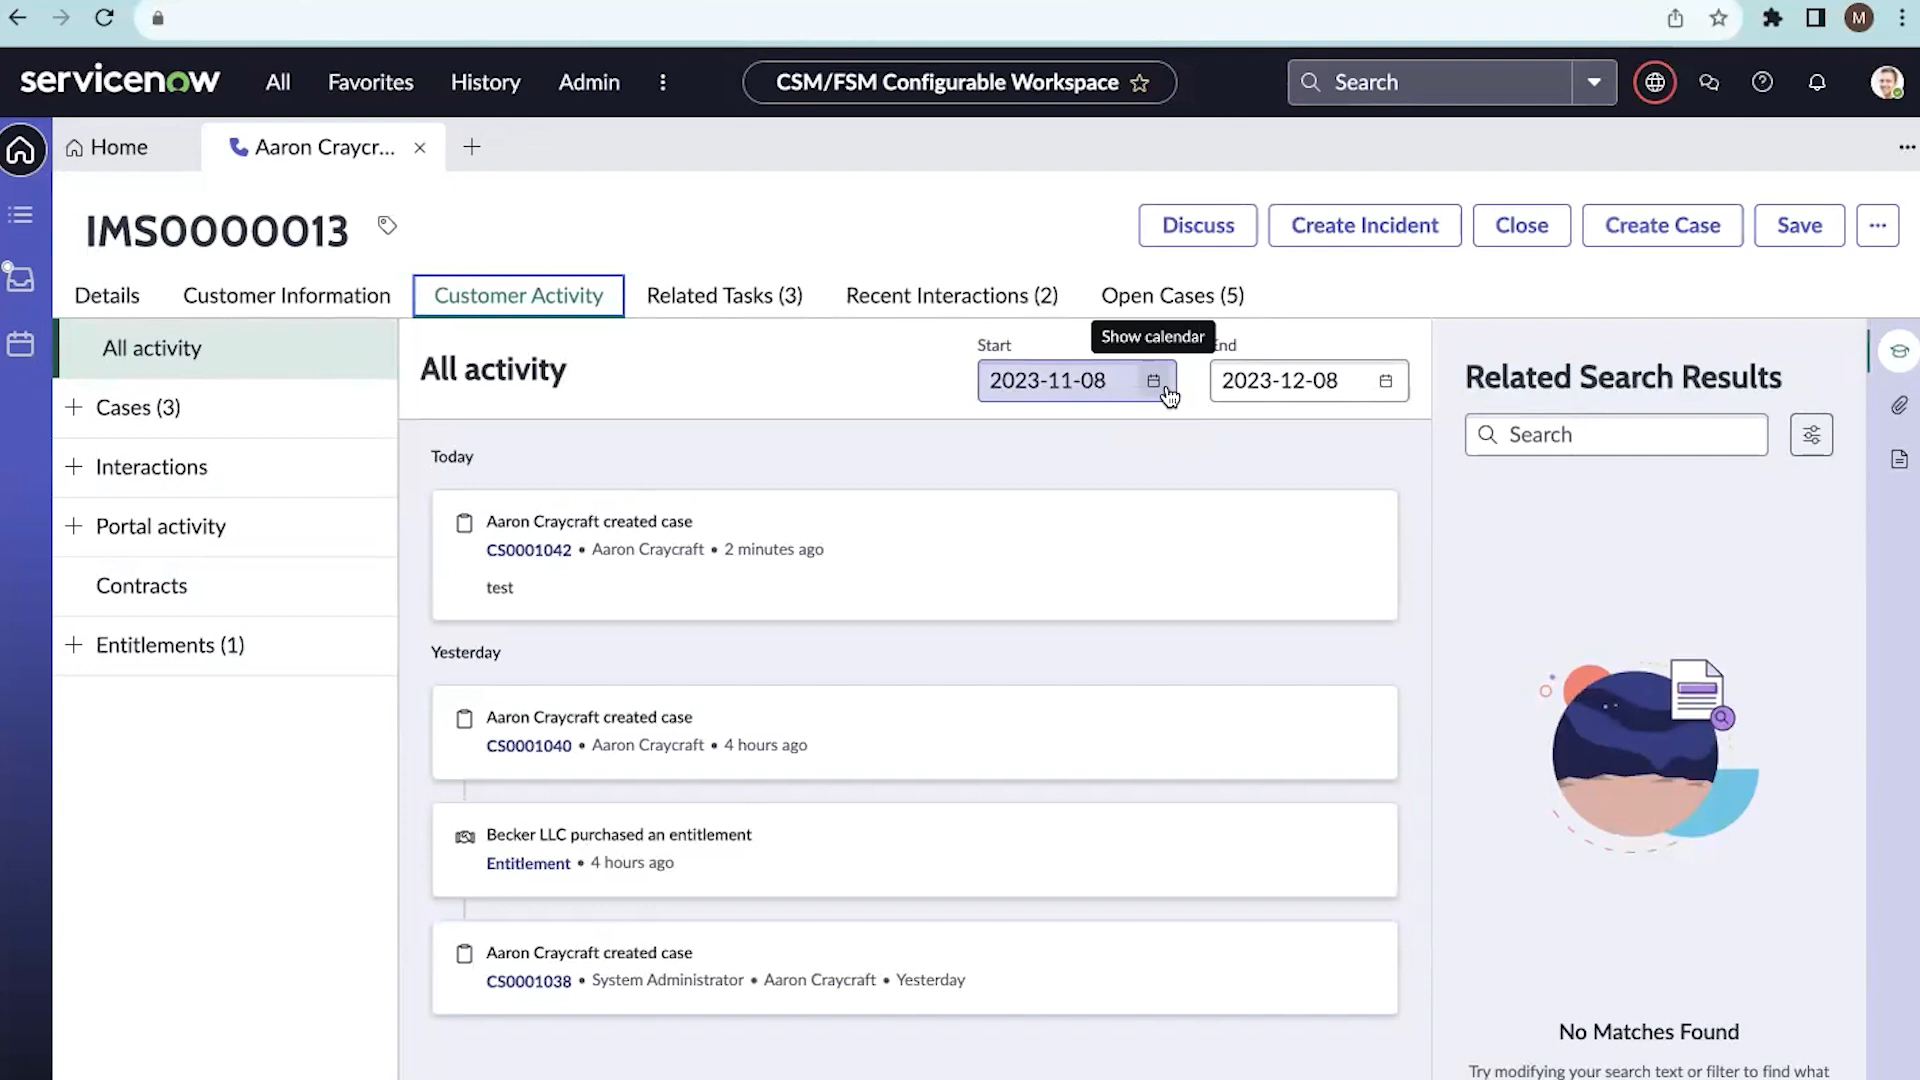 M
servicenow
All
Favorites
History
Admin
CSM/FSM Configurable Workspace
Search
Home
Aaron Craycr...
IMS0000013
Discuss
Create Incident
Close
Create Case
Save
Details
Customer Information
Customer Activity
Related Tasks (3)
Recent Interactions (2)
Open Cases (5)
All activity
Cases (3)
Interactions
Portal activity
Contracts
Entitlements (1)
All activity
Start
Show calendar
End
2023-11-08
2023-12-08
Today
Aaron Craycraft created case
CS0001042 • Aaron Craycraft • 2 minutes ago
test
Yesterday
Aaron Craycraft created case
CS0001040 • Aaron Craycraft • 4 hours ago
Becker LLC purchased an entitlement
Entitlement • 4 hours ago
Aaron Craycraft created case
CS0001038 • System Administrator • Aaron Craycraft • Yesterday
Related Search Results
Search
No Matches Found
Try modifying your search text or filter to find what